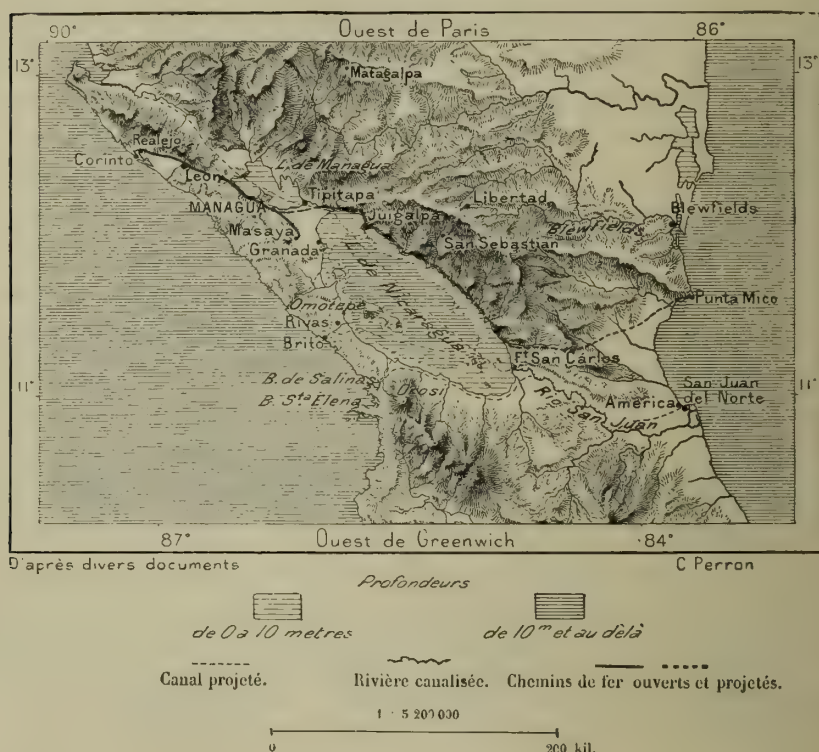 90° Ouest de Paris 86°
13° 13°
Matagalpa
Realejo
Corinto
L. de Managua
Léon
Tipitapa
Libertad
MANAGUA
Juigalpa
Blewfields
Masaya
Blewfields
San Sebastian
Granada
L. de Nicaragua
Punta Mico
Omotepe
Rivas
Brito
Ft San Cárlos
B. de Salinas
Orosi
San Juan
del Norte
11° 11°
B. Sta Elena
America
Rio San Juan
87° Ouest de Greenwich 84°
D'après divers documents C Perron
Profondeurs
de 0 à 10 metres de 10m et au délà
Canal projeté. Rivière canalisée. Chemins de fer ouverts et projetés.
1 : 5 200 000
0 200 kil.